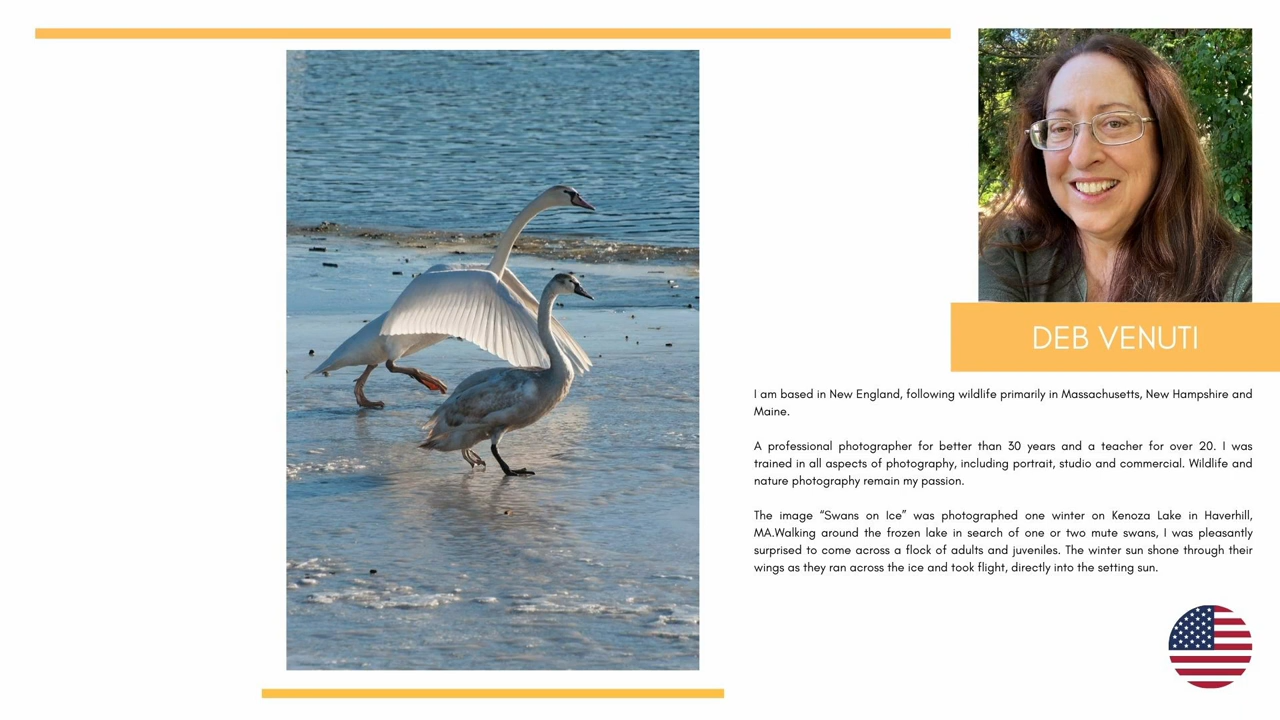 DEB VENUTI
I am based in New England, following wildlife primarily in Massachusetts, New Hampshire and
Maine.
A professional photographer for better than 30 years and a teacher for over 20. I was
trained in all aspects of photography, including portrait, studio and commercial. Wildlife and
nature photography remain my passion.
The image “Swans on Ice” was photographed one winter on Kenoza Lake in Haverhill,
MA.Walking around the frozen lake in search of one or two mute swans, I was pleasantly
surprised to come across a flock of adults and juveniles. The winter sun shone through their
wings as they ran across the ice and took flight, directly into the setting sun.